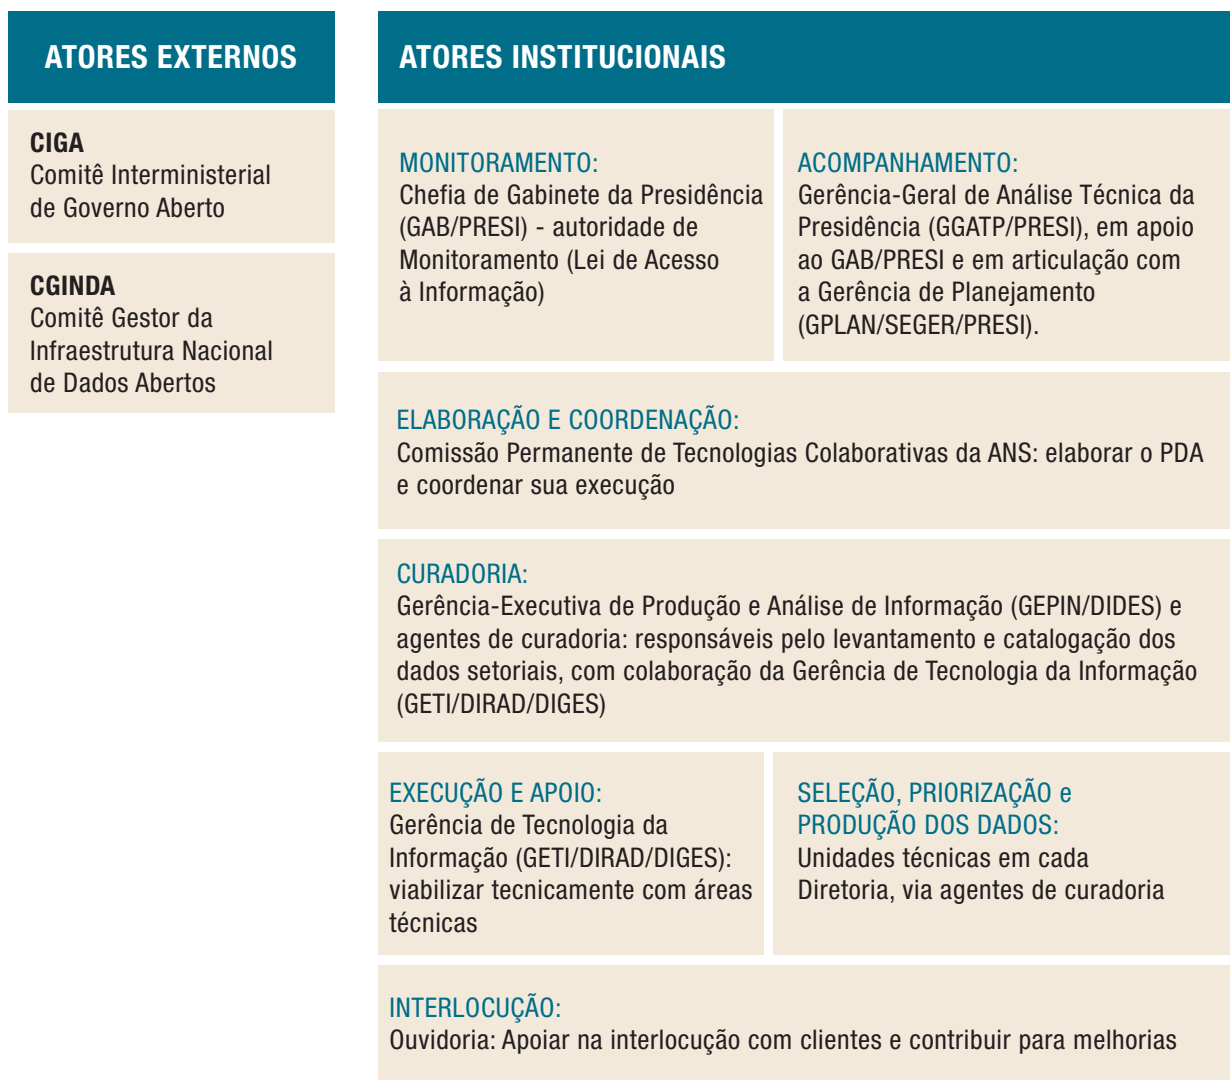 ATORES EXTERNOS
CIGA
Comitê Interministerial
de Governo Aberto
CGINDA
Comitê Gestor da
Infraestrutura Nacional
de Dados Abertos
ATORES INSTITUCIONAIS
MONITORAMENTO:
Chefia de Gabinete da Presidência
(GAB/PRESI) - autoridade de
Monitoramento (Lei de Acesso
à Informação)
ACOMPANHAMENTO:
Gerência-Geral de Análise Técnica da
Presidência (GGATP/PRESI), em apoio
ao GAB/PRESI e em articulação com
a Gerência de Planejamento
(GPLAN/SEGER/PRESI).
ELABORAÇÃO E COORDENAÇÃO:
Comissão Permanente de Tecnologias Colaborativas da ANS: elaborar o PDA
e coordenar sua execução
CURADORIA:
Gerência-Executiva de Produção e Análise de Informação (GEPIN/DIDES) e
agentes de curadoria: responsáveis pelo levantamento e catalogação dos
dados setoriais, com colaboração da Gerência de Tecnologia da Informação
(GETI/DIRAD/DIGES)
EXECUÇÃO E APOIO:
Gerência de Tecnologia da
Informação (GETI/DIRAD/DIGES):
viabilizar tecnicamente com áreas
técnicas
SELEÇÃO, PRIORIZAÇÃO e
PRODUÇÃO DOS DADOS:
Unidades técnicas em cada
Diretoria, via agentes de curadoria
INTERLOCUÇÃO:
Ouvidoria: Apoiar na interlocução com clientes e contribuir para melhorias